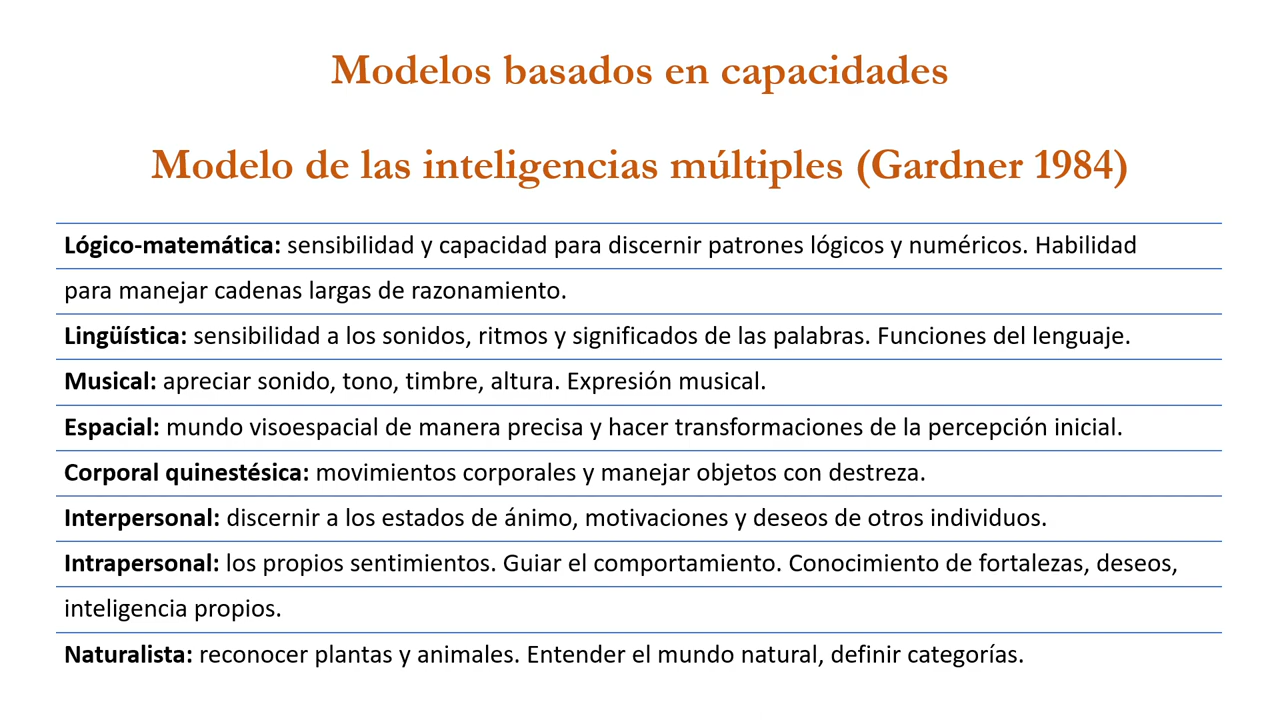 Modelos basados en capacidades
Modelo de las inteligencias múltiples (Gardner 1984)
Lógico-matemática: sensibilidad y capacidad para discernir patrones lógicos y numéricos. Habilidad
para manejar cadenas largas de razonamiento.
Lingüística: sensibilidad a los sonidos, ritmos y significados de las palabras. Funciones del lenguaje.
Musical: apreciar sonido, tono, timbre, altura. Expresión musical.
Espacial: mundo visoespacial de manera precisa y hacer transformaciones de la percepción inicial.
Corporal quinestésica: movimientos corporales y manejar objetos con destreza.
Interpersonal: discernir a los estados de ánimo, motivaciones y deseos de otros individuos.
Intrapersonal: los propios sentimientos. Guiar el comportamiento. Conocimiento de fortalezas, deseos,
inteligencia propios.
Naturalista: reconocer plantas y animales. Entender el mundo natural, definir categorías.